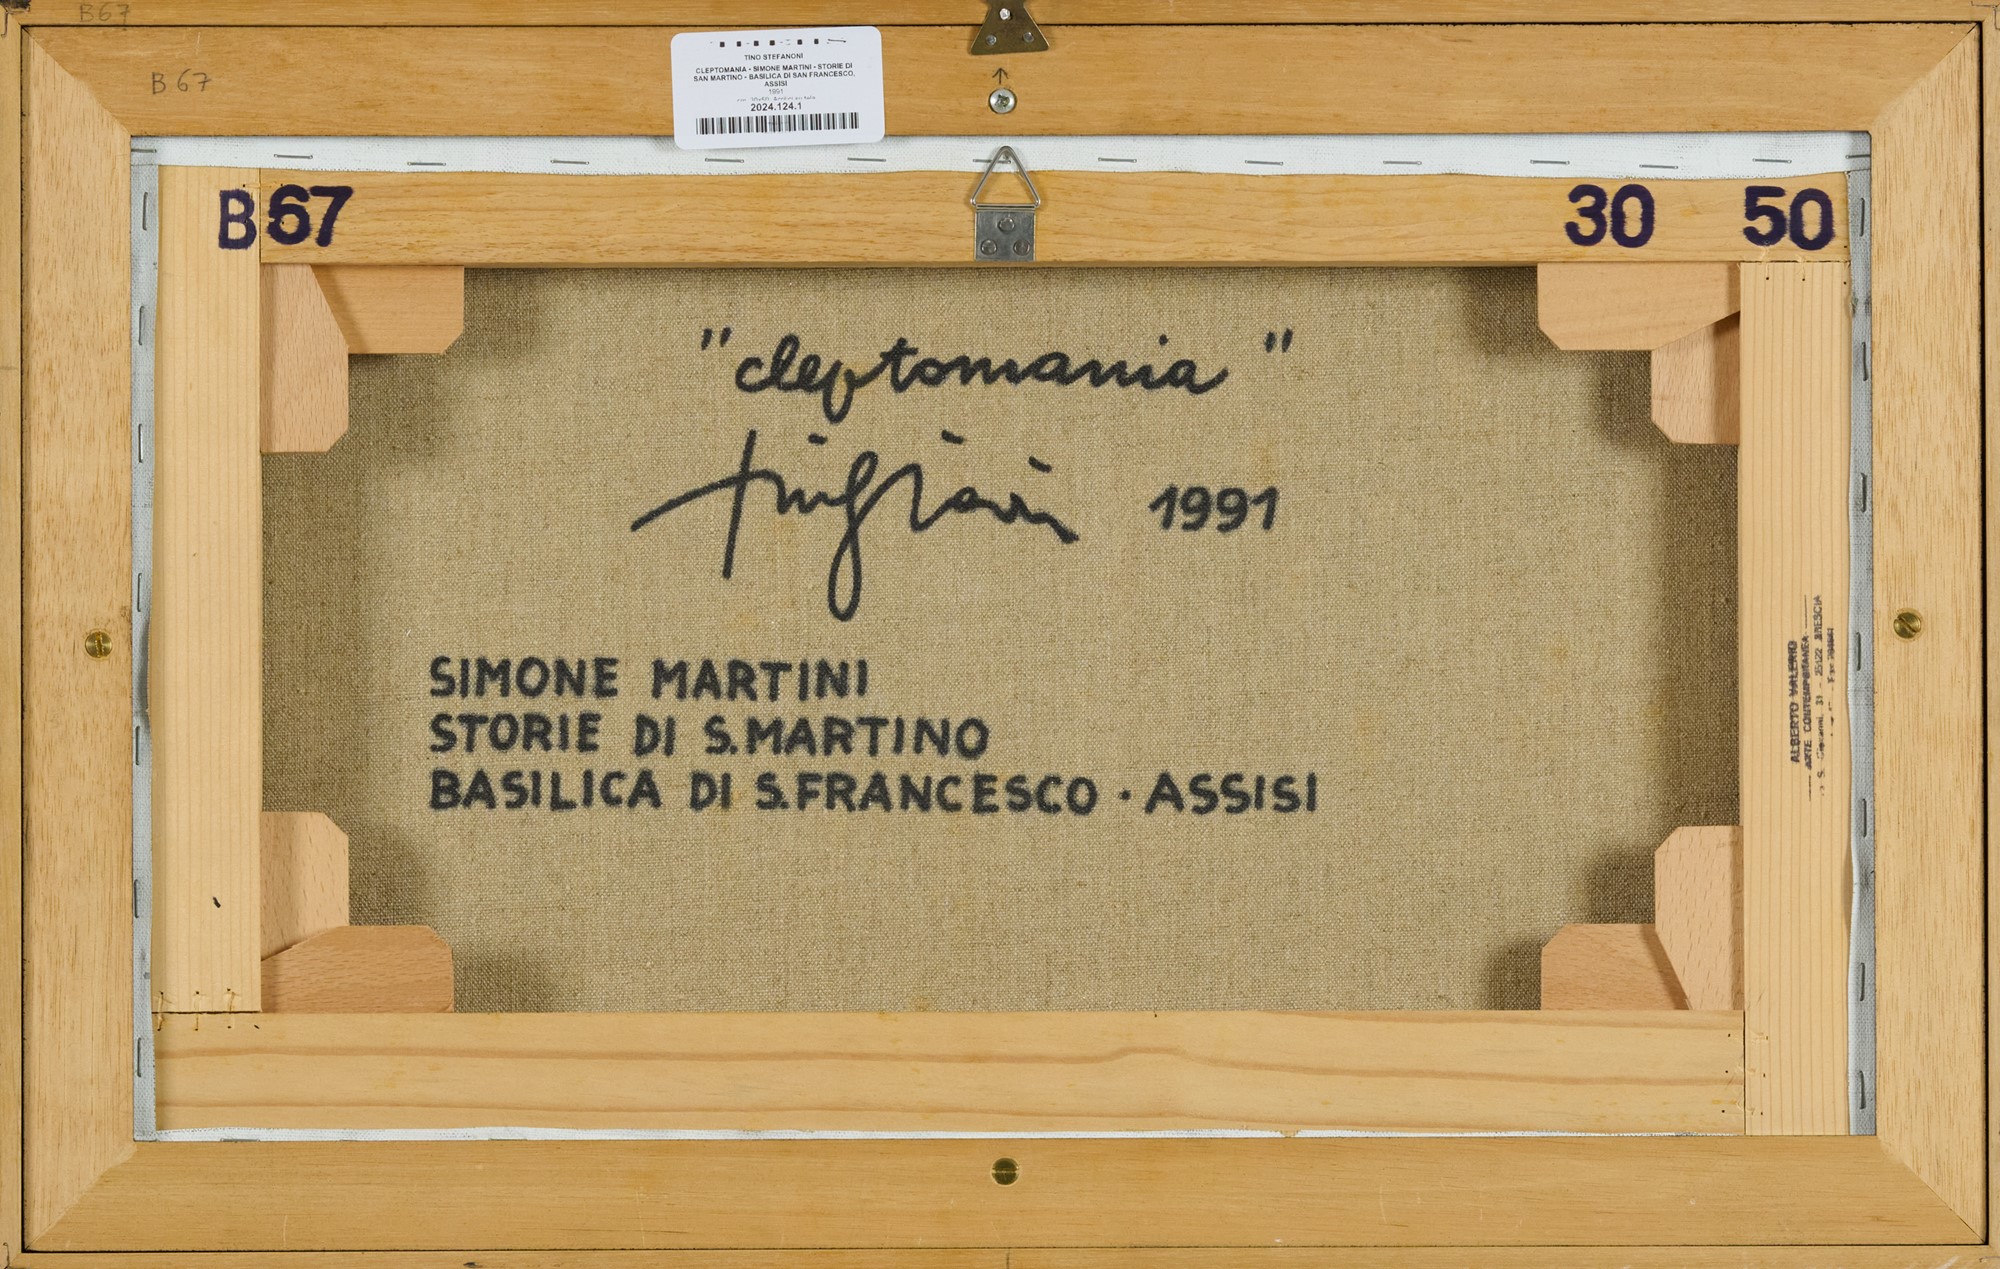 B67
B 67
TINO STEFANONI
CLEPTOMANIA - SIMONE MARTINI - STORIE DI
SAN MARTINO - BASILICA DI SAN FRANCESCO,
ASSISI
1991
2024.124.1
B67 30 50
"cleptomania"
1991
SIMONE MARTINI
STORIE DI S.MARTINO
BASILICA DI S.FRANCESCO · ASSISI
ALBERTO VALERIO
ARTE CONTEMPORANEA
25122 BRESCIA